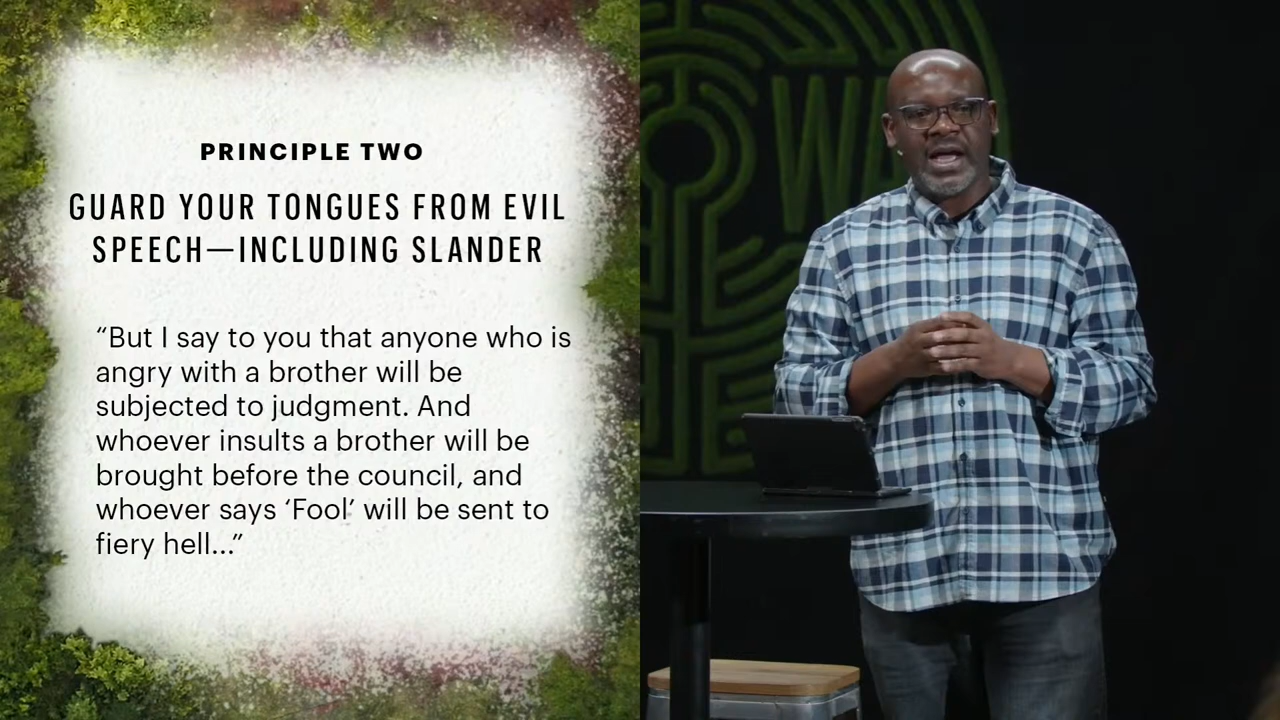 PRINCIPLE TWO
GUARD YOUR TONGUES FROM EVIL
SPEECH—INCLUDING SLANDER
“But I say to you that anyone who is
angry with a brother will be
subjected to judgment. And
whoever insults a brother will be
brought before the council, and
whoever says ‘Fool’ will be sent to
fiery hell...”
WA